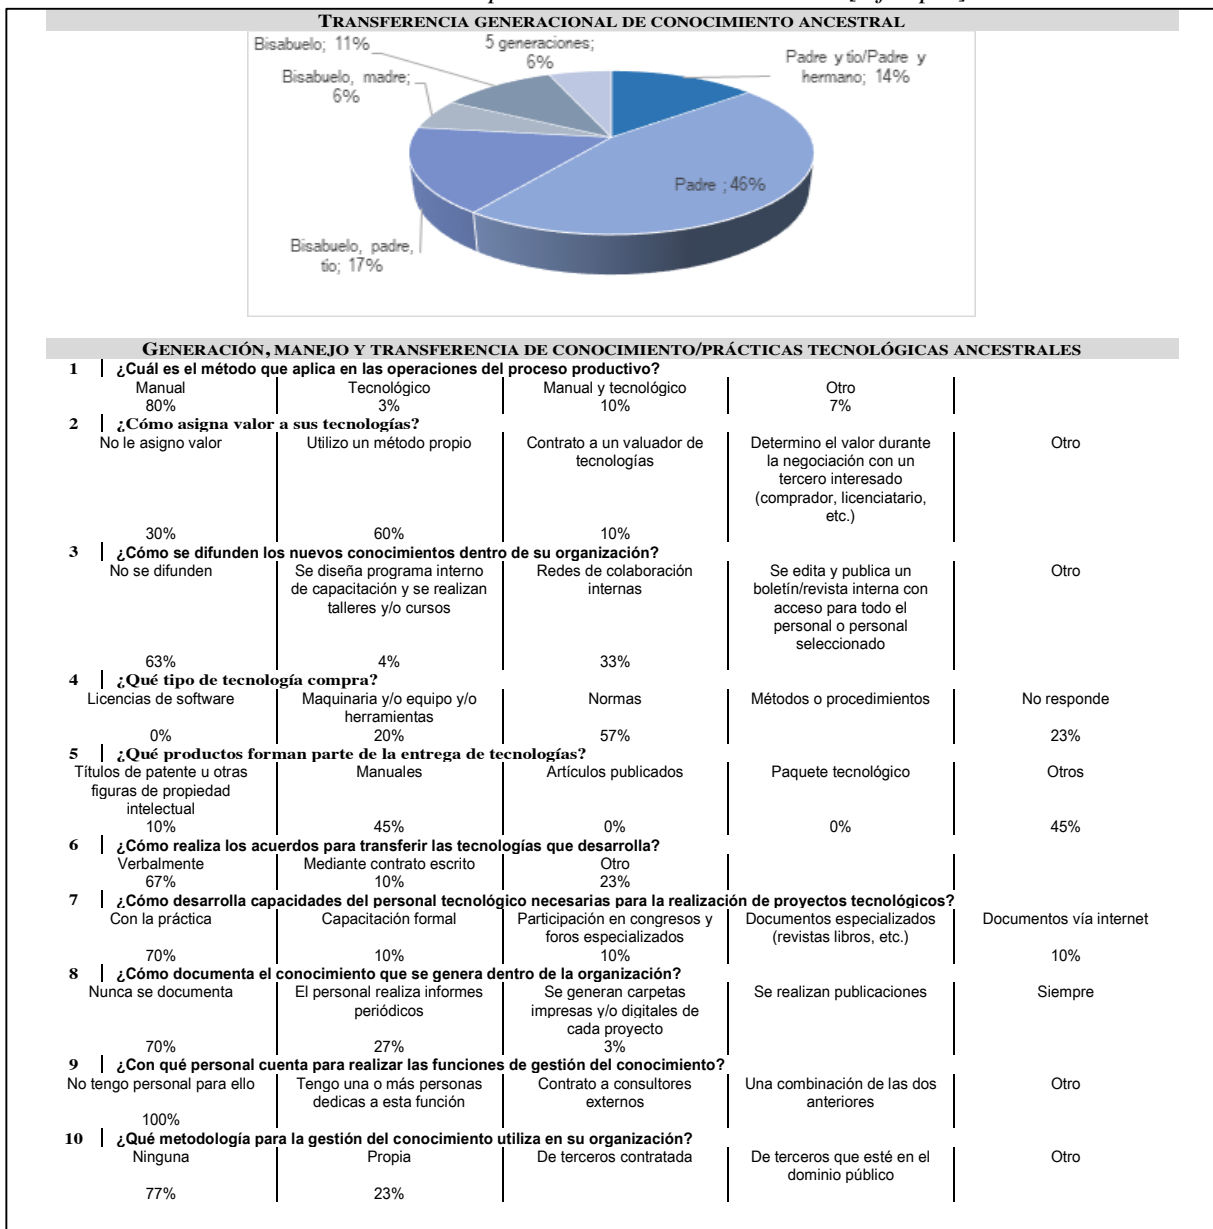 TRANSFERENCIA GENERACIONAL DE CONOCIMIENTO ANCESTRAL
Bisabuelo; 11%
5 generaciones;
6%
Padre y tío/Padre y
hermano; 14%
Bisabuelo, madre;
6%
Padre ; 46%
Bisabuelo, padre,
tío; 17%
GENERACIÓN, MANEJO Y TRANSFERENCIA DE CONOCIMIENTO/PRÁCTICAS TECNOLÓGICAS ANCESTRALES
1 ¿Cuál es el método que aplica en las operaciones del proceso productivo?
Manual Tecnológico Manual y tecnológico Otro
80% 3% 10% 7%
2 ¿Cómo asigna valor a sus tecnologías?
No le asigno valor Utilizo un método propio Contrato a un valuador de Determino el valor durante Otro
tecnologías la negociación con un
tercero interesado
(comprador, licenciatario,
etc.)
30% 60% 10%
3 ¿Cómo se difunden los nuevos conocimientos dentro de su organización?
No se difunden Se diseña programa interno Redes de colaboración Se edita y publica un Otro
de capacitación y se realizan internas boletín/revista interna con
talleres y/o cursos acceso para todo el
personal o personal
seleccionado
63% 4% 33%
4 ¿Qué tipo de tecnología compra?
Licencias de software Maquinaria y/o equipo y/o Normas Métodos o procedimientos No responde
herramientas
0% 20% 57% 23%
5 ¿Qué productos forman parte de la entrega de tecnologías?
Títulos de patente u otras Manuales Artículos publicados Paquete tecnológico Otros
figuras de propiedad
intelectual
10% 45% 0% 0% 45%
6 ¿Cómo realiza los acuerdos para transferir las tecnologías que desarrolla?
Verbalmente Mediante contrato escrito Otro
67% 10% 23%
7 ¿Cómo desarrolla capacidades del personal tecnológico necesarias para la realización de proyectos tecnológicos?
Con la práctica Capacitación formal Participación en congresos y Documentos especializados Documentos vía internet
foros especializados (revistas libros, etc.)
70% 10% 10% 10%
8 ¿Cómo documenta el conocimiento que se genera dentro de la organización?
Nunca se documenta El personal realiza informes Se generan carpetas Se realizan publicaciones Siempre
periódicos impresas y/o digitales de
cada proyecto
70% 27% 3%
9 ¿Con qué personal cuenta para realizar las funciones de gestión del conocimiento?
No tengo personal para ello Tengo una o más personas Contrato a consultores Una combinación de las dos Otro
dedicas a esta función externos anteriores
100%
10 ¿Qué metodología para la gestión del conocimiento utiliza en su organización?
Ninguna Propia De terceros contratada De terceros que esté en el Otro
dominio público
77% 23%